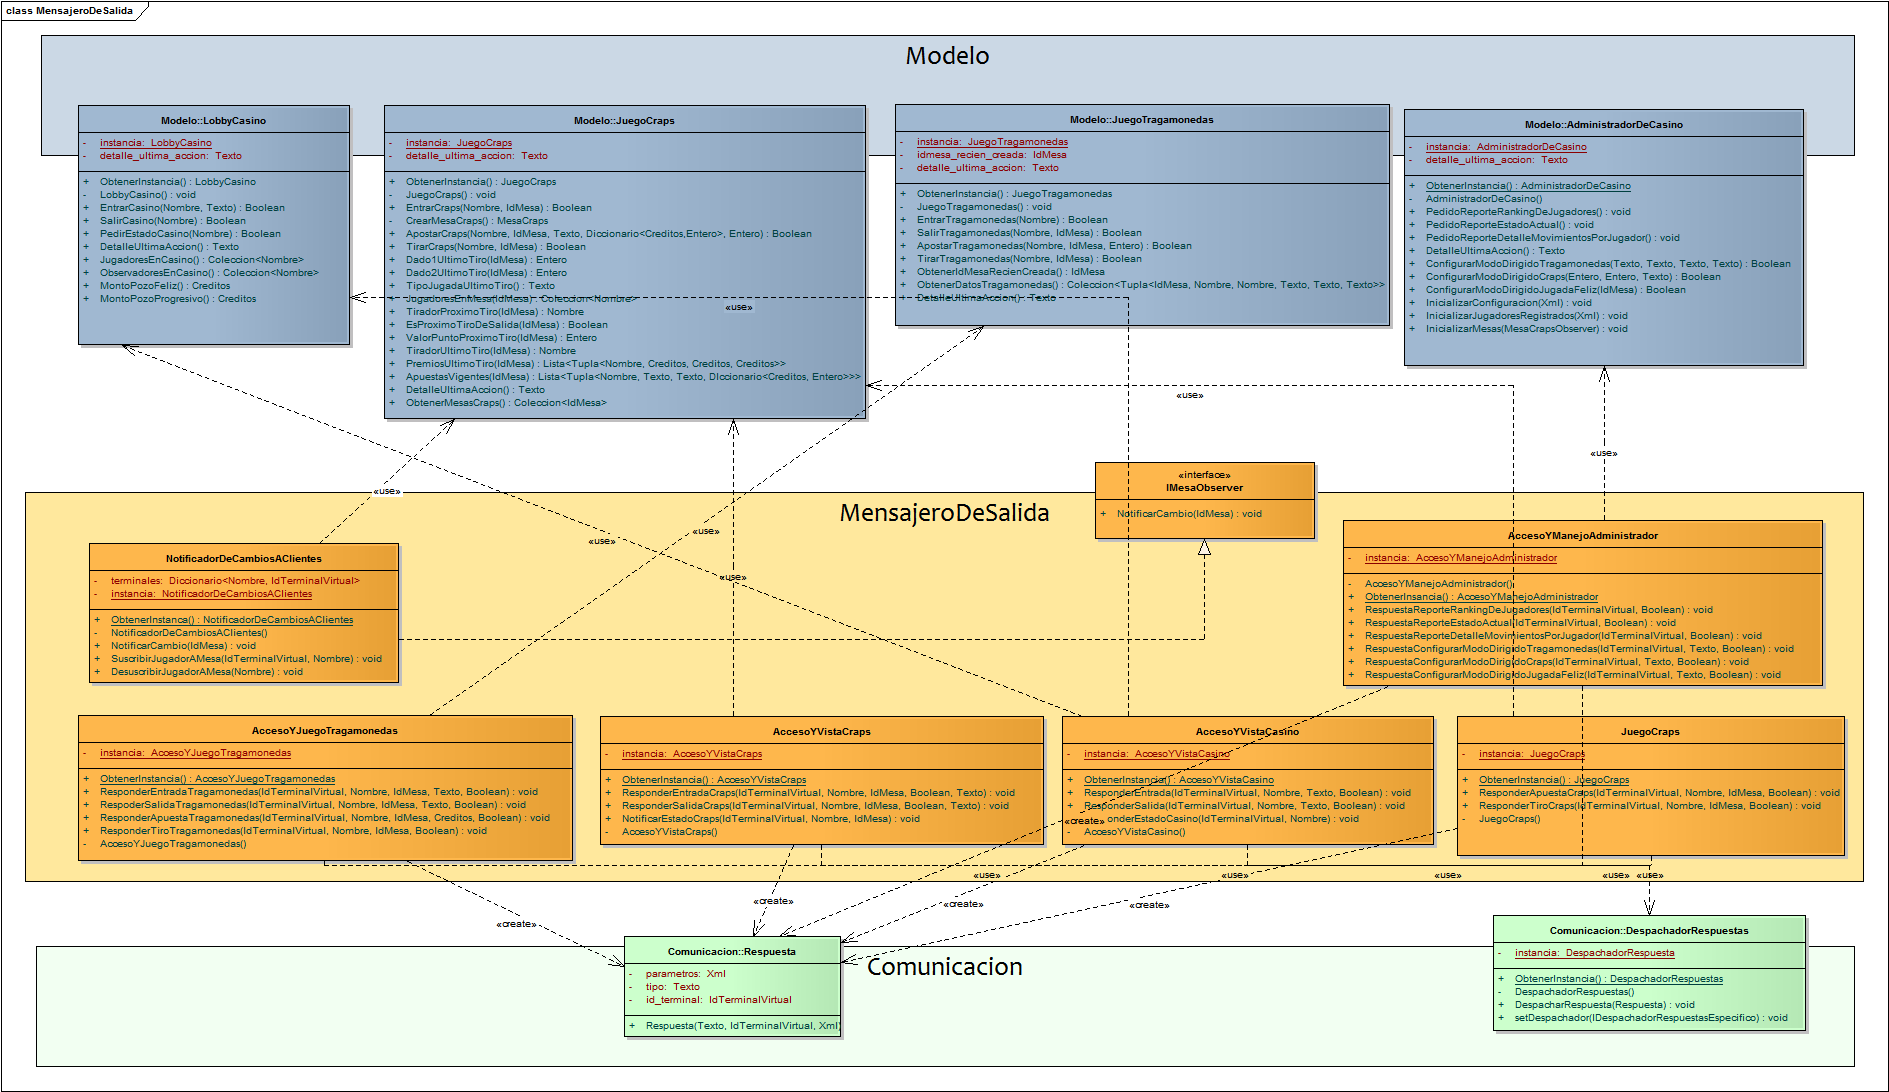 class MensajeroDeSalida
Modelo
Modelo::LobbyCasino
- instancia: LobbyCasino
- detalle_ultima_accion: Texto
+ ObtenerInstancia() : LobbyCasino
- LobbyCasino() : void
+ EntrarCasino(Nombre, Texto) : Boolean
+ SalirCasino(Nombre) : Boolean
+ PedirEstadoCasino(Nombre) : Boolean
+ DetalleUltimaAccion() : Texto
+ JugadoresEnCasino() : Coleccion<Nombre>
+ ObservadoresEnCasino() : Coleccion<Nombre>
+ MontoPozoFeliz() : Creditos
+ MontoPozoProgresivo() : Creditos
Modelo::JuegoCraps
- instancia: JuegoCraps
- detalle_ultima_accion: Texto
+ ObtenerInstancia() : JuegoCraps
- JuegoCraps() : void
+ EntrarCraps(Nombre, IdMesa) : Boolean
- CrearMesaCraps() : MesaCraps
+ ApostarCraps(Nombre, IdMesa, Texto, Diccionario<Creditos,Entero>, Entero) : Boolean
+ TirarCraps(Nombre, IdMesa) : Boolean
+ Dado1UltimoTiro(IdMesa) : Entero
+ Dado2UltimoTiro(IdMesa) : Entero
+ TipoJugadaUltimoTiro() : Texto
+ JugadoresEnMesa(IdMesa) : Coleccion<Nombre>
+ TiradorProximoTiro(IdMesa) : Nombre
+ EsProximoTiroDeSalida(IdMesa) : Boolean
+ ValorPuntoProximoTiro(IdMesa) : Entero
+ TiradorUltimoTiro(IdMesa) : Nombre
+ PremiosUltimoTiro(IdMesa) : Lista<Tupla<Nombre, Creditos, Creditos, Creditos>>
+ ApuestasVigentes(IdMesa) : Lista<Tupla<Nombre, Texto, Texto, DIccionario<Creditos, Entero>>>
+ DetalleUltimaAccion() : Texto
+ ObtenerMesasCraps() : Coleccion<IdMesa>
Modelo::JuegoTragamonedas
- instancia: JuegoTragamonedas
- idmesa_recien_creada: IdMesa
- detalle_ultima_accion: Texto
+ ObtenerInstancia() : JuegoTragamonedas
- JuegoTragamonedas() : void
+ EntrarTragamonedas(Nombre) : Boolean
+ SalirTragamonedas(Nombre, IdMesa) : Boolean
+ ApostarTragamonedas(Nombre, IdMesa, Entero) : Boolean
+ TirarTragamonedas(Nombre, IdMesa) : Boolean
+ ObtenerIdMesaRecienCreada() : IdMesa
+ ObtenerDatosTragamonedas() : Coleccion<Tupla<IdMesa, Nombre, Nombre, Texto, Texto, Texto>>
+ DetalleUltimaAccion() : Texto
Modelo::AdministradorDeCasino
- instancia: AdministradorDeCasino
- detalle_ultima_accion: Texto
+ ObtenerInstancia() : AdministradorDeCasino
- AdministradorDeCasino()
+ PedidoReporteRankingDeJugadores() : void
+ PedidoReporteEstadoActual() : void
+ PedidoReporteDetalleMovimientosPorJugador() : void
+ DetalleUltimaAccion() : Texto
+ ConfigurarModoDirigidoTragamonedas(Texto, Texto, Texto, Texto) : Boolean
+ ConfigurarModoDirigidoCraps(Entero, Entero, Texto) : Boolean
+ ConfigurarModoDirigidoJugadaFeliz(IdMesa) : Boolean
+ InicializarConfiguracion(Xml) : void
+ InicializarJugadoresRegistrados(Xml) : void
+ InicializarMesas(MesaCrapsObserver) : void
«use»
«use»
«use»
«use»
«use»
«use»
«use»
MensajeroDeSalida
«interface»
IMesaObserver
+ NotificarCambio(IdMesa) : void
NotificadorDeCambiosAClientes
- terminales: Diccionario<Nombre, IdTerminalVirtual>
- instancia: NotificadorDeCambiosAClientes
+ ObtenerInstanca() : NotificadorDeCambiosAClientes
- NotificadorDeCambiosAClientes()
+ NotificarCambio(IdMesa) : void
+ SuscribirJugadorAMesa(IdTerminalVirtual, Nombre) : void
+ DesuscribirJugadorAMesa(Nombre) : void
AccesoYManejoAdministrador
- instancia: AccesoYManejoAdministrador
- AccesoYManejoAdministrador()
+ ObtenerInsancia() : AccesoYManejoAdministrador
+ RespuestaReporteRankingDeJugadores(IdTerminalVirtual, Boolean) : void
+ RespuestaReporteEstadoActual(IdTerminalVirtual, Boolean) : void
+ RespuestaReporteDetalleMovimientosPorJugador(IdTerminalVirtual, Boolean) : void
+ RespuestaConfigurarModoDirigidoTragamonedas(IdTerminalVirtual, Texto, Boolean) : void
+ RespuestaConfigurarModoDirigidoCraps(IdTerminalVirtual, Texto, Boolean) : void
+ RespuestaConfigurarModoDirigidoJugadaFeliz(IdTerminalVirtual, Texto, Boolean) : void
AccesoYJuegoTragamonedas
- instancia: AccesoYJuegoTragamonedas
+ ObtenerInstancia() : AccesoYJuegoTragamonedas
+ ResponderEntradaTragamonedas(IdTerminalVirtual, Nombre, IdMesa, Texto, Boolean) : void
+ ResponderSalidaTragamonedas(IdTerminalVirtual, Nombre, IdMesa, Texto, Boolean) : void
+ ResponderApuestaTragamonedas(IdTerminalVirtual, Nombre, IdMesa, Creditos, Boolean) : void
+ ResponderTiroTragamonedas(IdTerminalVirtual, Nombre, IdMesa, Boolean) : void
- AccesoYJuegoTragamonedas()
AccesoYVistaCraps
- instancia: AccesoYVistaCraps
+ ObtenerInstancia() : AccesoYVistaCraps
+ ResponderEntradaCraps(IdTerminalVirtual, Nombre, IdMesa, Boolean, Texto) : void
+ ResponderSalidaCraps(IdTerminalVirtual, Nombre, IdMesa, Boolean, Texto) : void
+ NotificarEstadoCraps(IdTerminalVirtual, Nombre, IdMesa) : void
- AccesoYVistaCraps()
AccesoYVistaCasino
- instancia: AccesoYVistaCasino
+ ObtenerInstancia() : AccesoYVistaCasino
+ ResponderEntrada(IdTerminalVirtual, Nombre, Texto, Boolean) : void
+ ResponderSalida(IdTerminalVirtual, Nombre, Texto, Boolean) : void
onderEstadoCasino(IdTerminalVirtual, Nombre) : void
- AccesoYVistaCasino()
JuegoCraps
- instancia: JuegoCraps
+ ObtenerInstancia() : JuegoCraps
+ ResponderApuestaCraps(IdTerminalVirtual, Nombre, IdMesa, Boolean) : void
+ ResponderTiroCraps(IdTerminalVirtual, Nombre, IdMesa, Boolean) : void
- JuegoCraps()
«create»
«use»
«use»
«use»
«use»
«use»
«create»
«create»
«create»
«create»
Comunicacion
Comunicacion::Respuesta
- parametros: Xml
- tipo: Texto
- id_terminal: IdTerminalVirtual
+ Respuesta(Texto, IdTerminalVirtual, Xml)
Comunicacion::DespachadorRespuestas
- instancia: DespachadorRespuesta
+ ObtenerInstancia() : DespachadorRespuestas
- DespachadorRespuestas()
+ DespacharRespuesta(Respuesta) : void
+ setDespachador(IDespachadorRespuestasEspecifico) : void